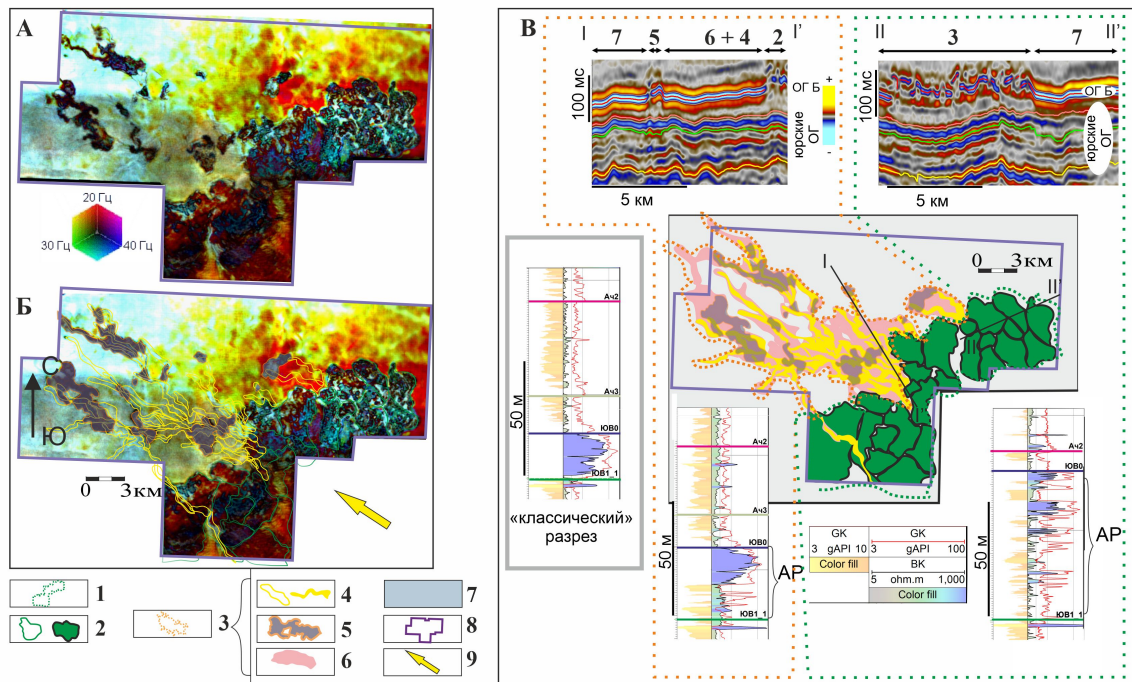 А
20 Гц
30 Гц
40 Гц
Б
С
Ю
0 3км
1
2
3
4
5
6
7
8
9
В
I
I'
7
5
6 + 4
2
100 мс
ОГ Б
+
юрские
ОГ
-
5 км
II
II'
3
7
100 мс
ОГ Б
юрские
ОГ
5 км
Ач2
Ач3
50 м
ЮВ0
ЮВ1_1
«классический»
разрез
I
II'
II
0 3км
Ач2
Ач3
50 м
ЮВ0
АР
ЮВ1_1
GK
3 gAPI 10
Color fill
GK
3 gAPI 100
BK
5 ohm.m 1,000
Color fill
Ач2
ЮВ0
50 м
АР
ЮВ1_1